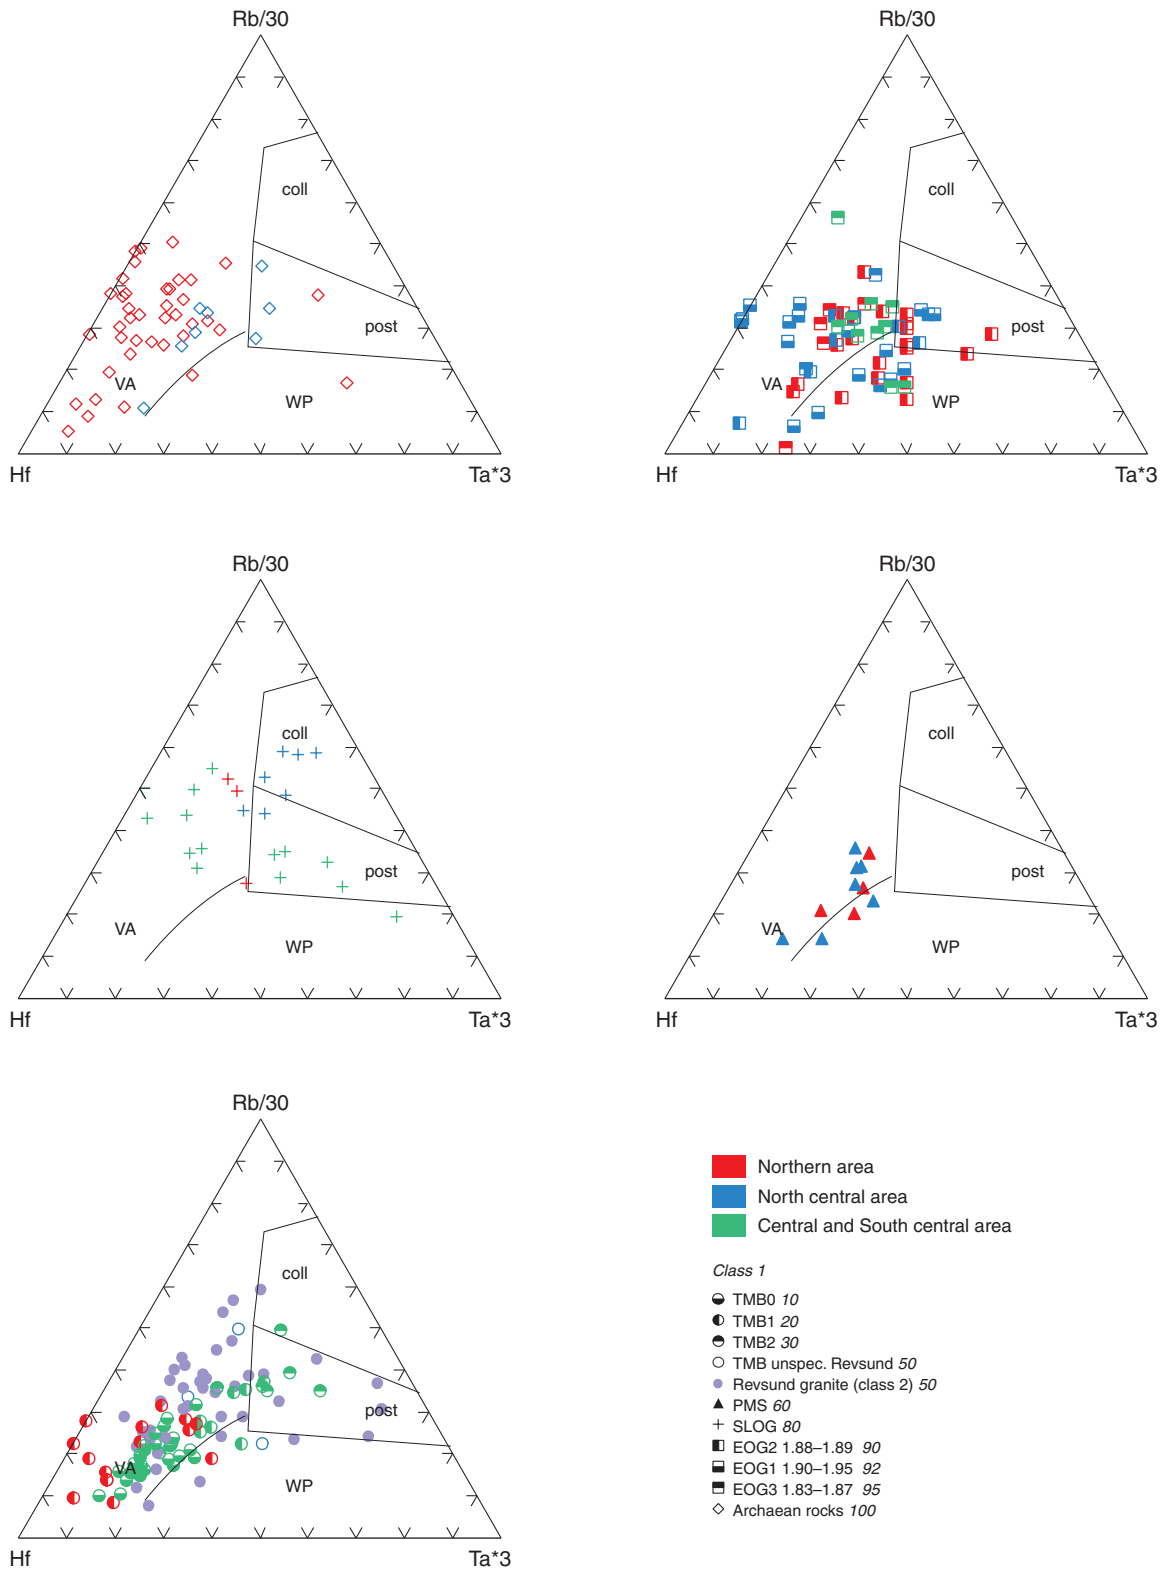 Rb/30
coll
post
VA
WP
Hf
Ta*3
Rb/30
coll
post
VA
WP
Hf
Ta*3
Rb/30
coll
post
VA
WP
Hf
Ta*3
Rb/30
coll
post
VA
WP
Hf
Ta*3
Rb/30
coll
post
VA
WP
Hf
Ta*3
Northern area
North central area
Central and South central area
Class 1
TMB0 10
TMB1 20
TMB2 30
TMB unspec. Revsund 50
Revsund granite (class 2) 50
PMS 60
SLOG 80
EOG2 1.88–1.89 90
EOG1 1.90–1.95 92
EOG3 1.83–1.87 95
Archaean rocks 100